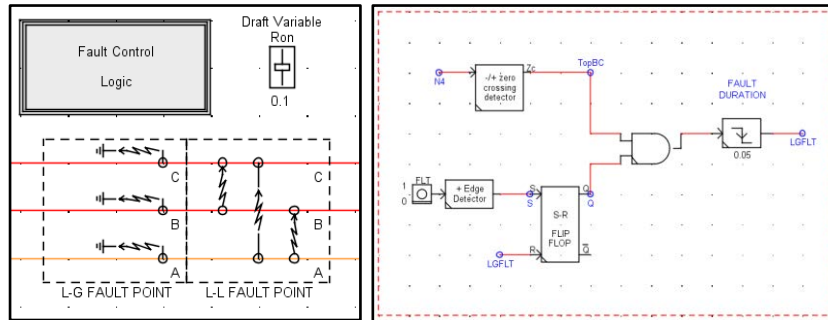 Fault Control
Logic
Draft Variable
Ron
0.1
C
C
B
B
A
A
L-G FAULT POINT
L-L FAULT POINT
N4
-/+ zero
crossing
detector
Zc
TopBC
FAULT
DURATION
0.05
LGFLT
FLT
1
0
+ Edge
Detector
S
S
S-R
FLIP
FLOP
Q
Q
R
Q
LGFLT